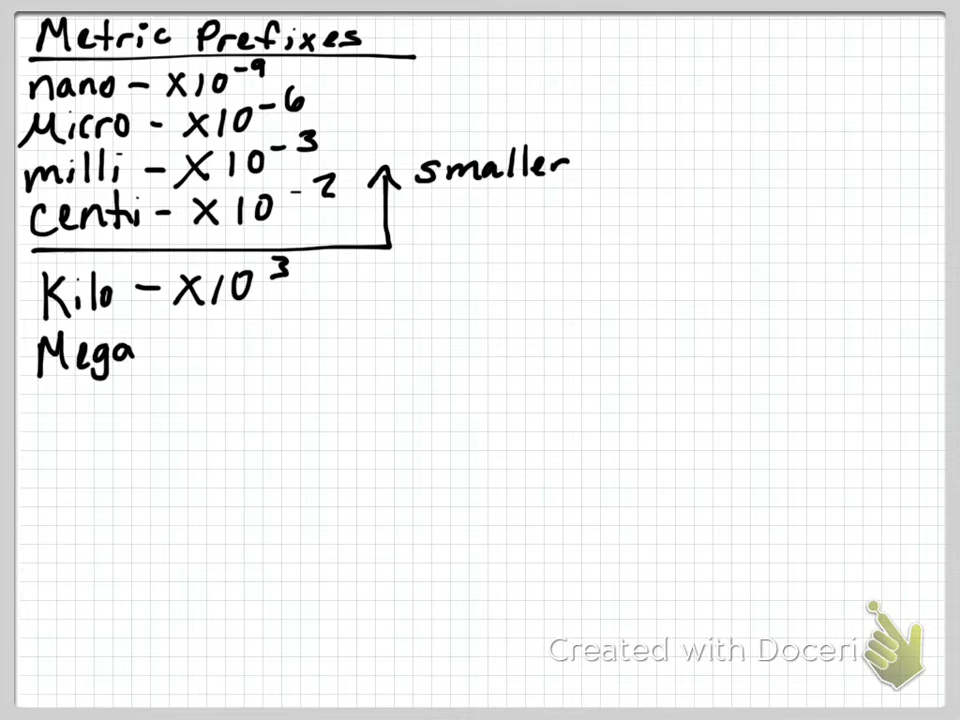 Metric Prefixes
nano - x10^-9
Micro - x10^-6
milli - x10^-3
smaller
centi - x10^-2
Kilo - x10^3
Mega
Created with Doceri